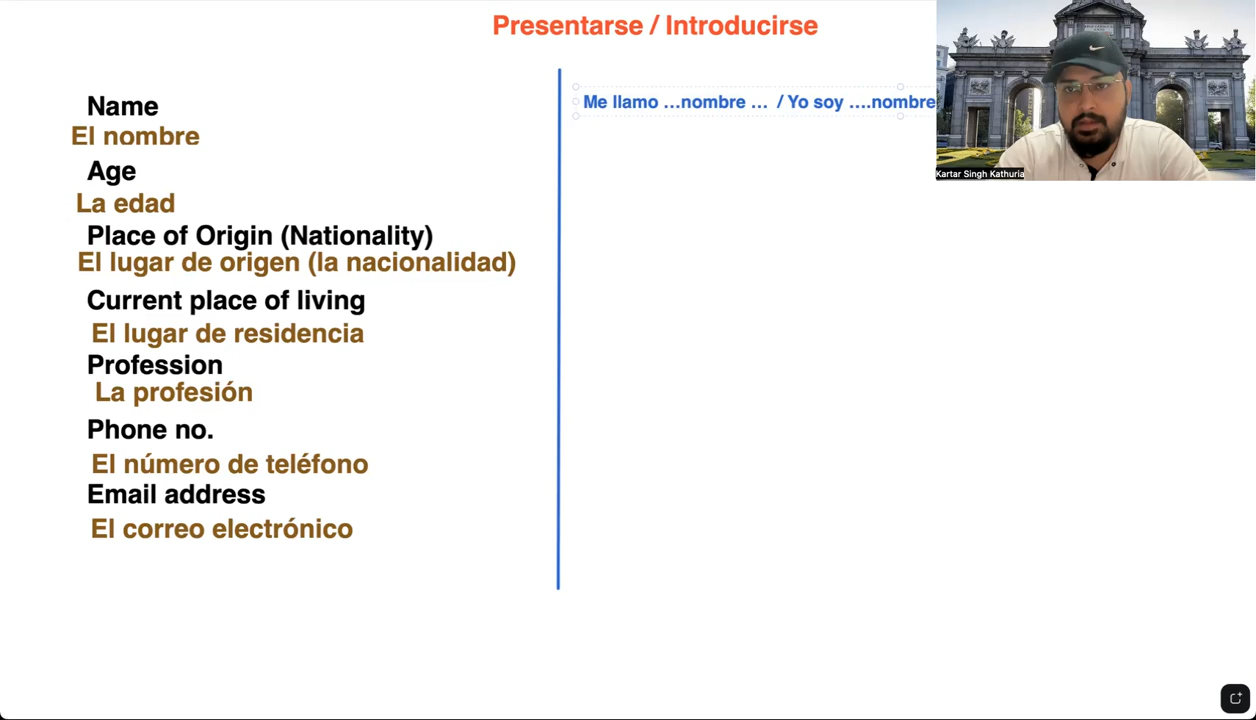 Presentarse / Introducirse
Name
El nombre
Age
La edad
Place of Origin (Nationality)
El lugar de origen (la nacionalidad)
Current place of living
El lugar de residencia
Profession
La profesión
Phone no.
El número de teléfono
Email address
El correo electrónico
Me llamo ...nombre ... / Yo soy ....nombre
Kartar Singh Kathuria